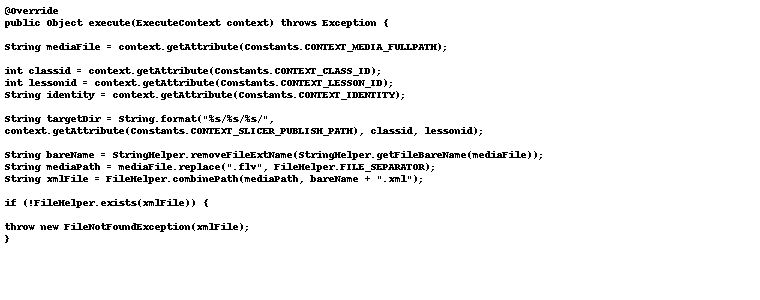 @Override
public Object execute(ExecuteContext context) throws Exception {
String mediaFile = context.getAttribute(Constants.CONTEXT_MEDIA_FULLPATH);
int classid = context.getAttribute(Constants.CONTEXT_CLASS_ID);
int lessonid = context.getAttribute(Constants.CONTEXT_LESSON_ID);
String identity = context.getAttribute(Constants.CONTEXT_IDENTITY);
String targetDir = String.format("%s/%s/%s/",
context.getAttribute(Constants.CONTEXT_SLICER_PUBLISH_PATH), classid, lessonid);
String bareName = StringHelper.removeFileExtName(StringHelper.getFileBareName(mediaFile));
String mediaPath = mediaFile.replace(".flv", FileHelper.FILE_SEPARATOR);
String xmlFile = FileHelper.combinePath(mediaPath, bareName + ".xml");
if (!FileHelper.exists(xmlFile)) {
throw new FileNotFoundException(xmlFile);
}